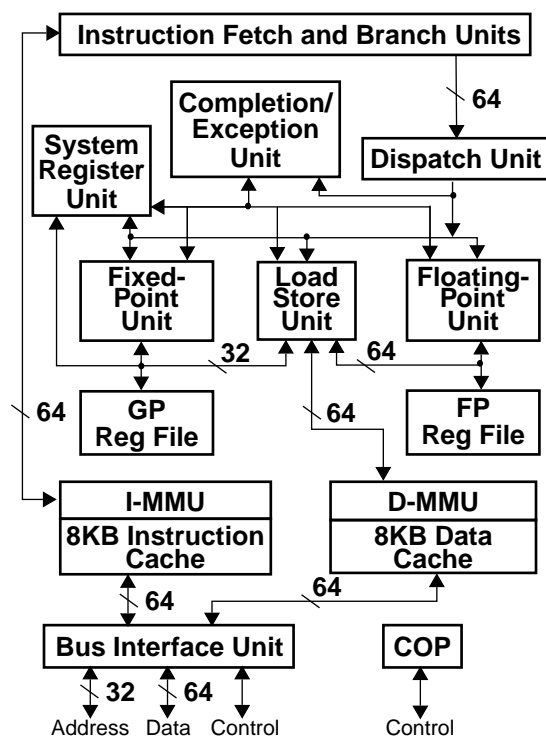 Instruction Fetch and Branch Units
64
Completion/
Exception
Unit
System
Register
Unit
Dispatch Unit
Fixed-
Point
Unit
Load
Store
Unit
Floating-
Point
Unit
32
64
64
64
GP
Reg File
FP
Reg File
I-MMU
8KB Instruction
Cache
D-MMU
8KB Data
Cache
64
64
Bus Interface Unit
COP
32
64
Address
Data
Control
Control